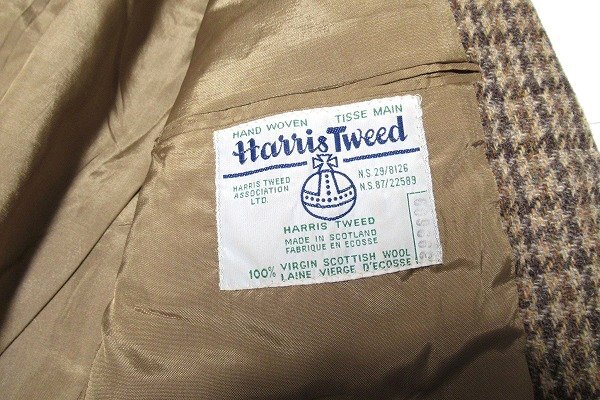 HAND WOVEN TISSE MAIN
Harris Tweed
HARRIS TWEED
ASSOCIATION
LTD.
N.S. 29/8126
N.S. 87/22589
HARRIS TWEED
MADE IN SCOTLAND
FABRIQUE EN ECOSSE
100% VIRGIN SCOTTISH WOOL
LAINE VIERGE D'ECOSSE